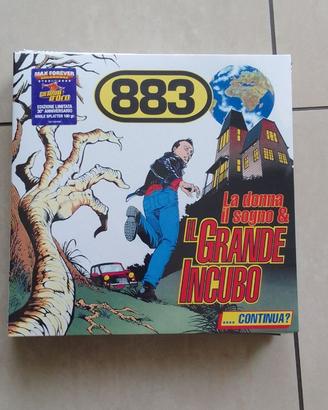 MAX FOREVER
EDIZIONE LIMITATA
30° ANNIVERSARIO
VINILE SPLATTER 180 gr.
883
La donna
il sogno &
IL GRANDE
INCUBO
.... CONTINUA?